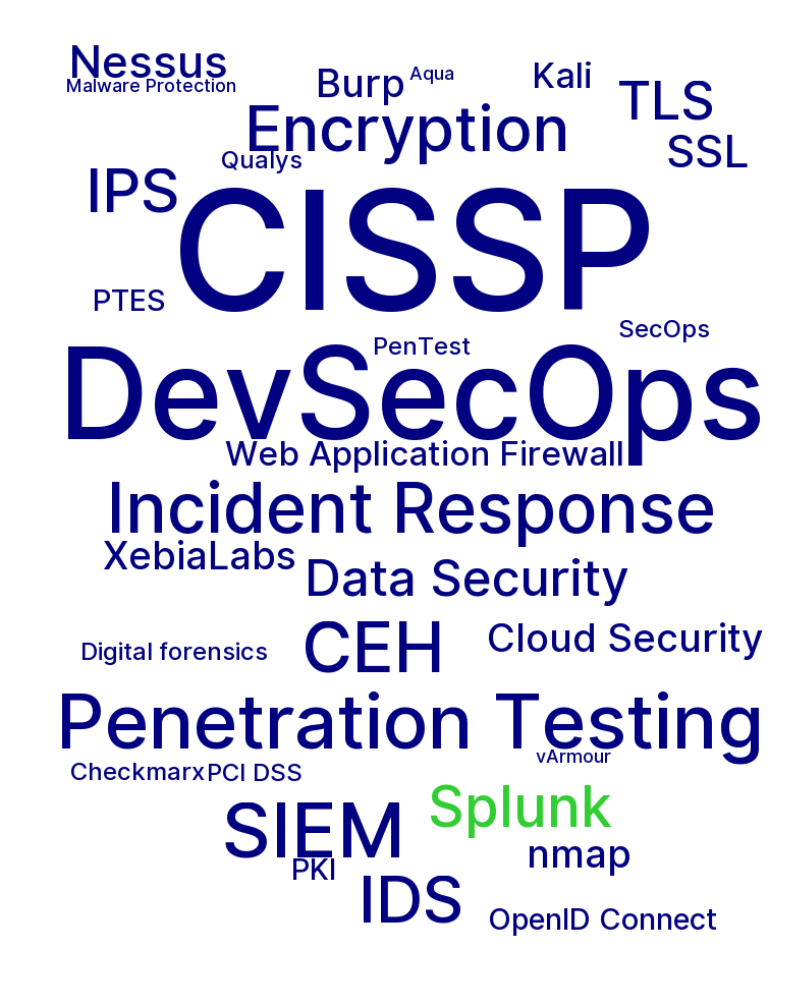 Nessus
Malware Protection
Burp
Aqua
Kali
TLS
Encryption
SSL
Qualys
IPS
CISSP
PTES
SecOps
PenTest
DevSecOps
Web Application Firewall
Incident Response
XebiaLabs
Data Security
CEH
Cloud Security
Digital forensics
Penetration Testing
vArmour
Checkmarx
PCI DSS
Splunk
SIEM
nmap
PKI
IDS
OpenID Connect